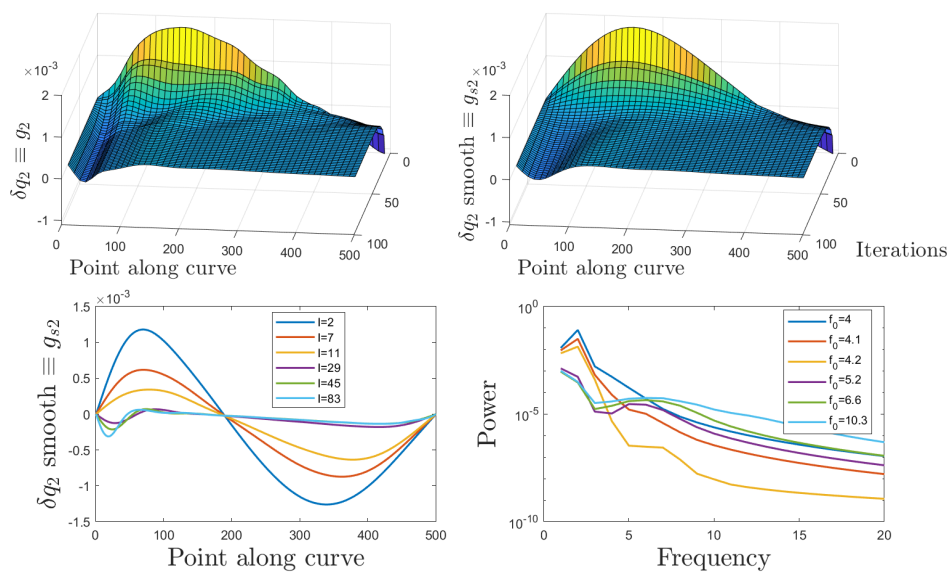 ×10⁻³
2
1
0
-1
δq₂ ≡ g₂
0
100
200
300
400
500
Point along curve
0
50
100
δq₂ smooth ≡ gₛ₂ ×10⁻³
2
1
0
-1
0
100
200
300
400
500
Point along curve
0
50
100
Iterations
×10⁻³
1.5
1
0.5
0
-0.5
-1
-1.5
δq₂ smooth ≡ gₛ₂
0
100
200
300
400
500
Point along curve
I=2
I=7
I=11
I=29
I=45
I=83
10⁰
10⁻⁵
10⁻¹⁰
Power
0
5
10
15
20
Frequency
f₀=4
f₀=4.1
f₀=4.2
f₀=5.2
f₀=6.6
f₀=10.3